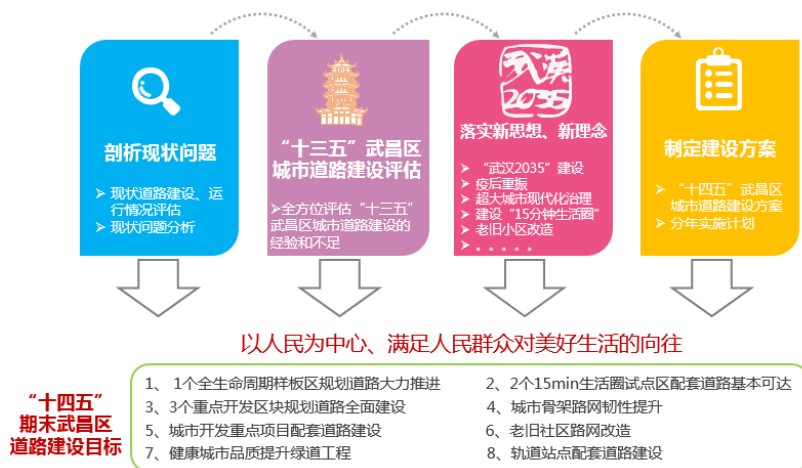 武汉
2035
剖析现状问题
➢ 现状道路建设、运
行情况评估
➢ 现状问题分析
“十三五”武昌区
城市道路建设评估
➢全方位评估“十三五”
武昌区城市道路建设的
经验和不足
落实新思想、新理念
➢ “武汉2035”建设
➢ 疫后重振
➢ 超大城市现代化治理
➢ 建设“15分钟生活圈”
➢ 老旧小区改造
➢ 。。。。。
制定建设方案
➢ “十四五”武昌区
城市道路建设方案
➢ 分年实施计划
以人民为中心、满足人民群众对美好生活的向往
“十四五”
期末武昌区
道路建设目标
1、 1个全生命周期样板区规划道路大力推进
2、2个15min生活圈试点区配套道路基本可达
3、 3个重点开发区块规划道路全面建设
4、 城市骨架路网韧性提升
5、 城市开发重点项目配套道路建设
6、 老旧社区路网改造
7、 健康城市品质提升绿道工程
8、 轨道站点配套道路建设